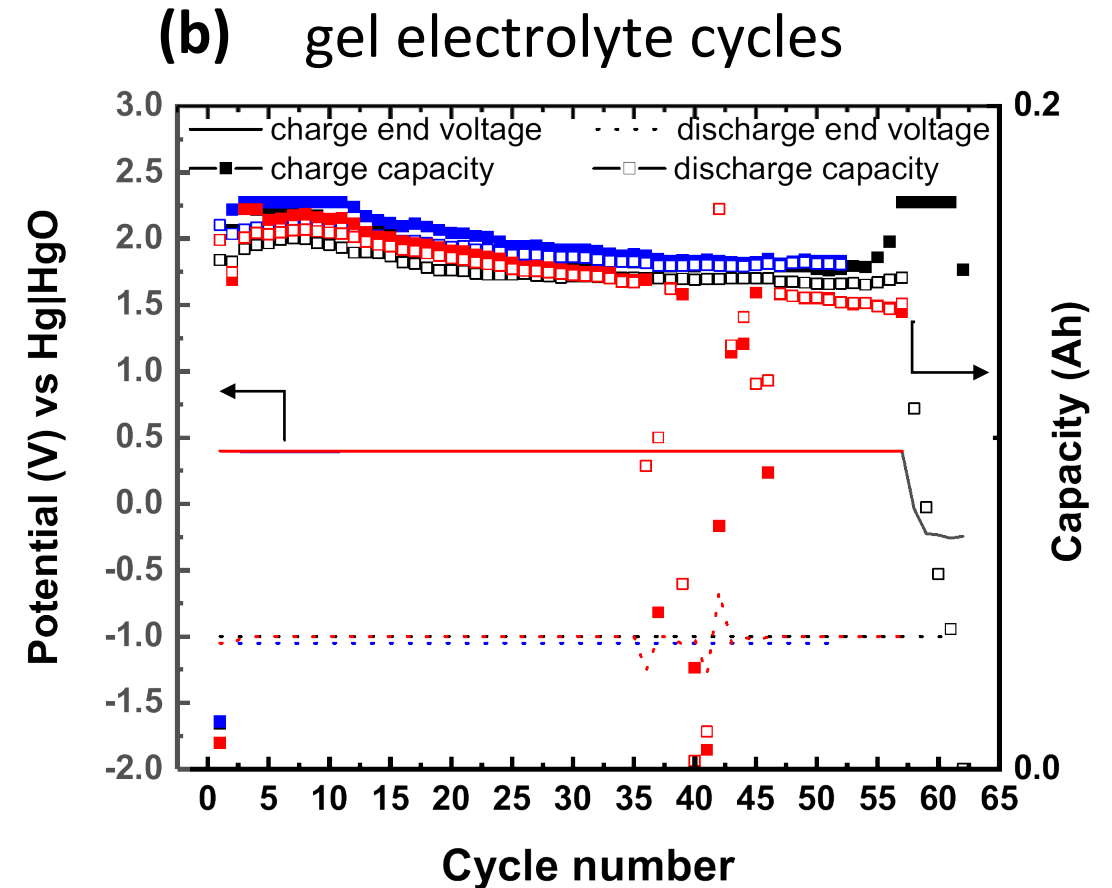 (b) gel electrolyte cycles
charge end voltage
discharge end voltage
charge capacity
discharge capacity
Potential (V) vs Hg|HgO
3.0
2.5
2.0
1.5
1.0
0.5
0.0
-0.5
-1.0
-1.5
-2.0
0.2
0.0
Capacity (Ah)
0 5 10 15 20 25 30 35 40 45 50 55 60 65
Cycle number